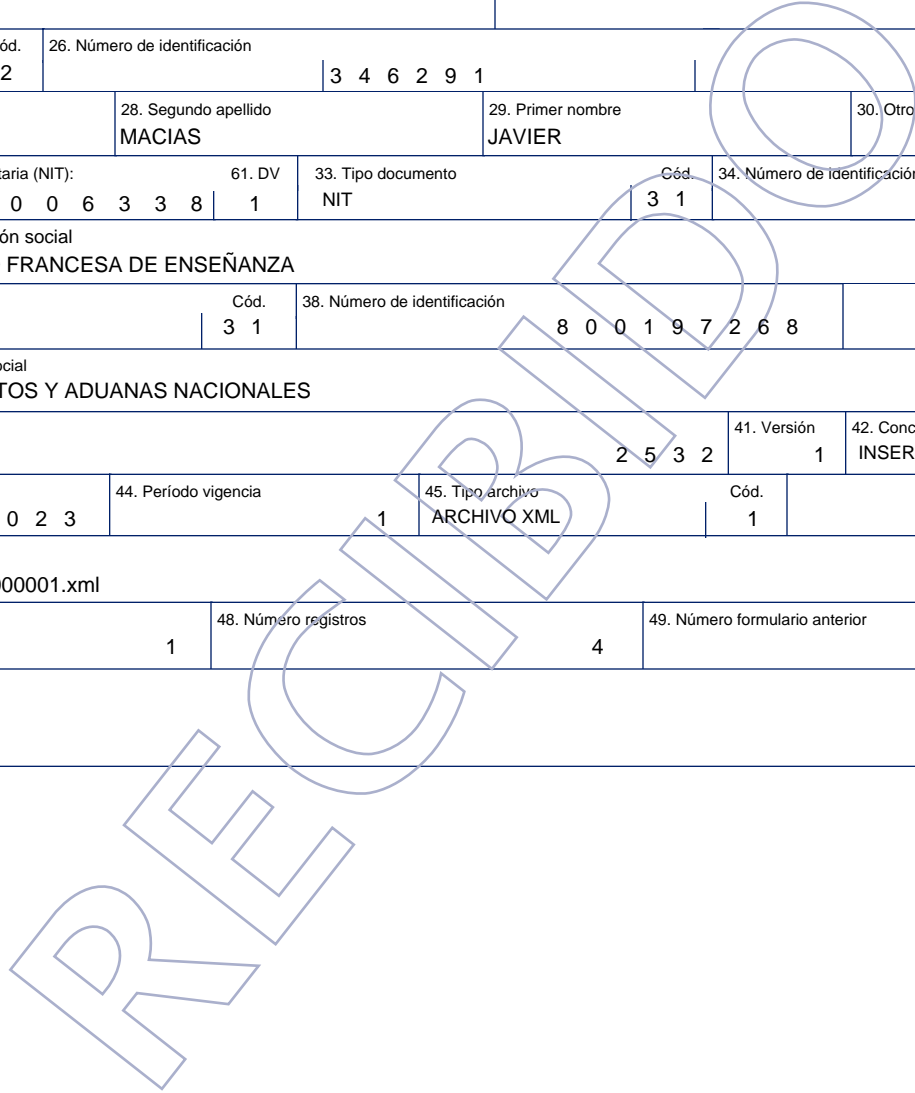 ód. 26. Número de identificación
2 3 4 6 2 9 1
28. Segundo apellido 29. Primer nombre 30. Otro
MACIAS JAVIER
taria (NIT): 61. DV 33. Tipo documento Cód. 34. Número de identificación
0 0 6 3 3 8 1 NIT 3 1
ón social
FRANCESA DE ENSEÑANZA
Cód. 38. Número de identificación
3 1 8 0 0 1 9 7 2 6 8
ocial
TOS Y ADUANAS NACIONALES
41. Versión 42. Conc
2 5 3 2 1 INSER
44. Período vigencia 45. Tipo archivo Cód.
0 2 3 1 ARCHIVO XML 1
000001.xml
48. Número registros 49. Número formulario anterior
1 4
RECIBIDO